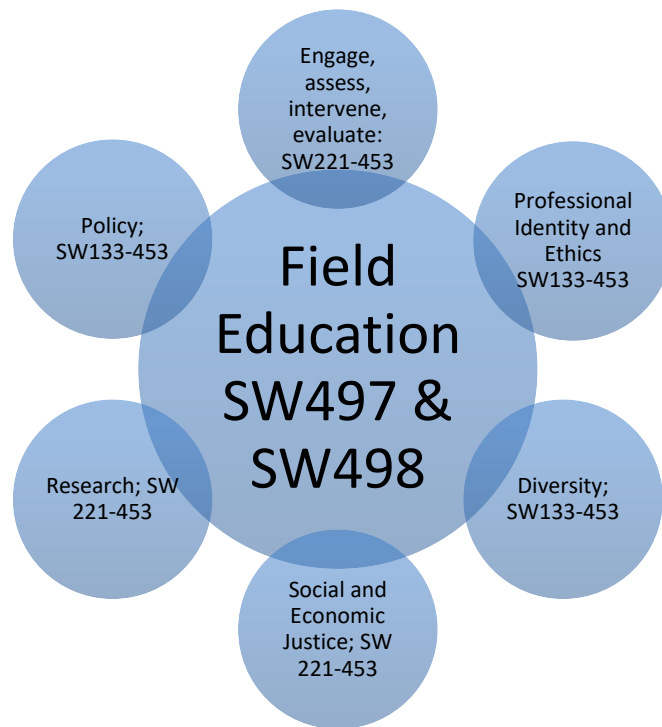 Engage,
assess,
intervene,
evaluate:
SW221-453
Professional
Identity and
Ethics
SW133-453
Diversity;
SW133-453
Social and
Economic
Justice; SW
221-453
Research; SW
221-453
Policy;
SW133-453
Field
Education
SW497 &
SW498